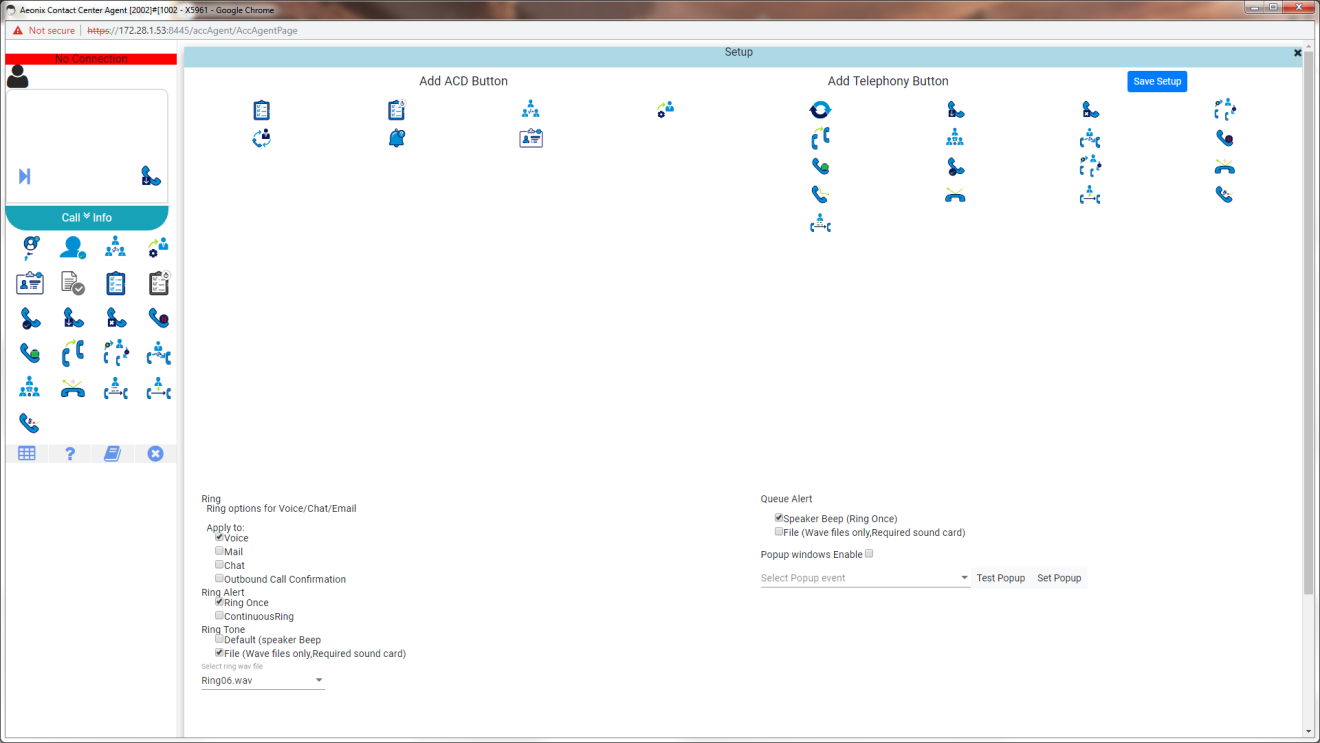 Aeonix Contact Center Agent [2002]#[1002 - X5961 - Google Chrome
Not secure | https://172.28.1.53:8445/accAgent/AccAgentPage
No Connection
Setup
Add ACD Button
Add Telephony Button
Save Setup
Call Info
Ring
Ring options for Voice/Chat/Email
Apply to:
Voice
Mail
Chat
Outbound Call Confirmation
Ring Alert
Ring Once
ContinuousRing
Ring Tone
Default (speaker Beep
File (Wave files only,Required sound card)
Select ring wav file
Ring06.wav
Queue Alert
Speaker Beep (Ring Once)
File (Wave files only,Required sound card)
Popup windows Enable
Select Popup event
Test Popup
Set Popup